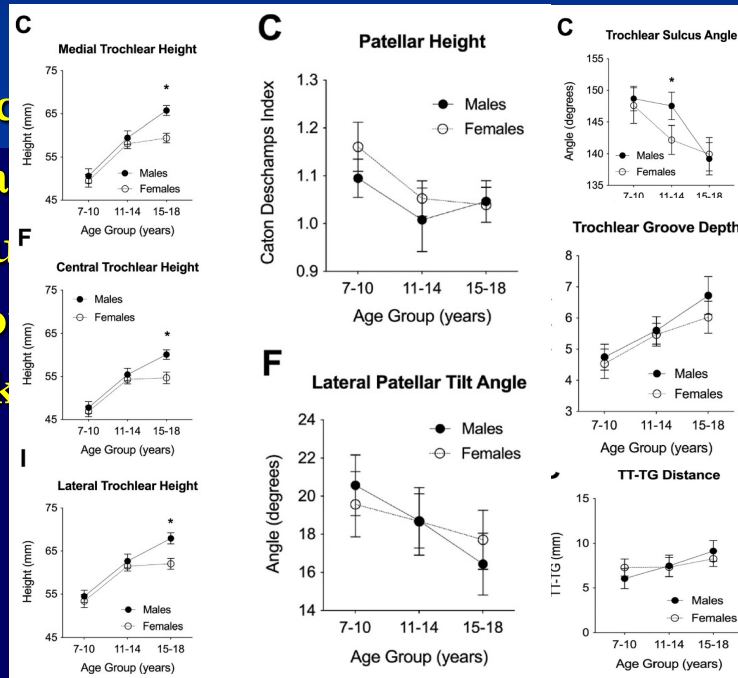 C
Medial Trochlear Height
Height (mm)
75
65
55
45
*
Males
Females
7-10 11-14 15-18
Age Group (years)
F
Central Trochlear Height
Height (mm)
75
65
55
45
Males
Females
*
7-10 11-14 15-18
Age Group (years)
I
Lateral Trochlear Height
Height (mm)
75
65
55
*
Males
Females
7-10 11-14 15-18
Age Group (years)
C
Patellar Height
Caton Deschamps Index
1.3
1.2
1.1
1.0
0.9
Males
Females
7-10 11-14 15-18
Age Group (years)
F
Lateral Patellar Tilt Angle
Angle (degrees)
24
22
20
18
16
14
Males
Females
7-10 11-14 15-18
Age Group (years)
C
Trochlear Sulcus Angle
Angle (degrees)
155
150
145
140
135
*
Males
Females
7-10 11-14 15-18
Trochlear Groove Depth
8
7
6
5
4
3
Males
Females
7-10 11-14 15-18
Age Group (years)
TT-TG Distance
TT-TG (mm)
15
10
5
0
Males
Females
7-10 11-14 15-18
Age Group (years)